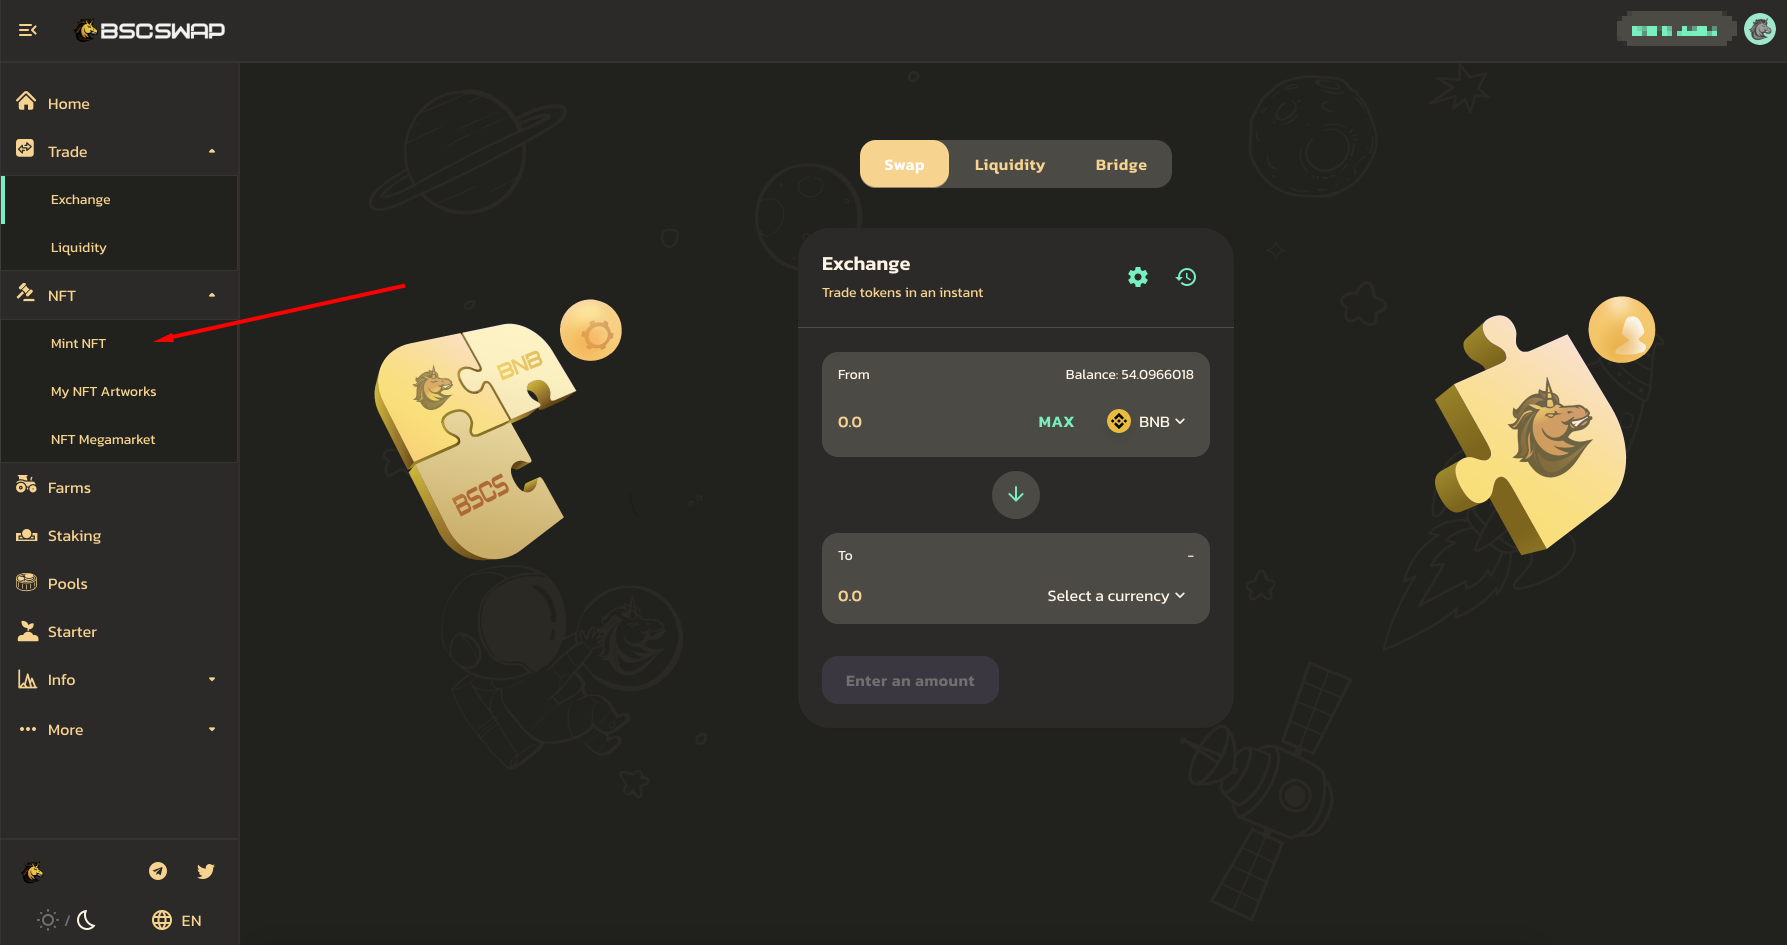 BSCSWAP
Home
Trade
Exchange
Liquidity
NFT
Mint NFT
My NFT Artworks
NFT Megamarket
Farms
Staking
Pools
Starter
Info
More
/
EN
Swap
Liquidity
Bridge
Exchange
Trade tokens in an instant
From
Balance: 54.0966018
0.0
MAX
BNB
To
-
0.0
Select a currency
Enter an amount
BNB
BSCS